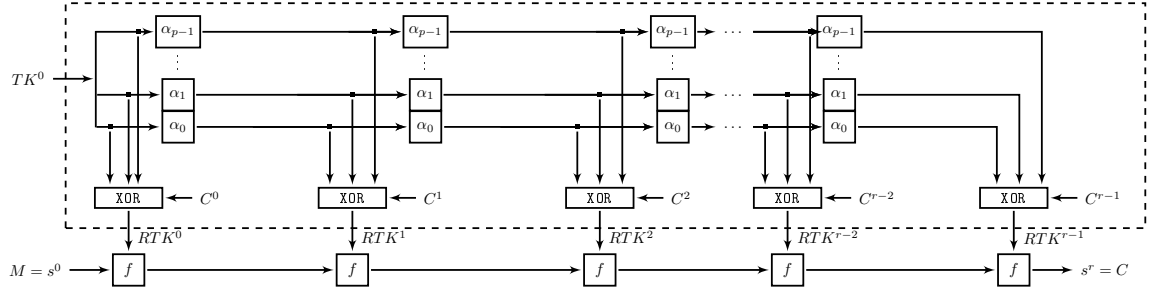 α_{p−1} α_{p−1} α_{p−1} ... α_{p−1}
TK^0
α_1 α_1 α_1 ... α_1
α_0 α_0 α_0 ... α_0
XOR C^0 XOR C^1 XOR C^2 XOR C^{r−2} XOR C^{r−1}
RTK^0 RTK^1 RTK^2 RTK^{r−2} RTK^{r−1}
M = s^0 f f f f f s^r = C